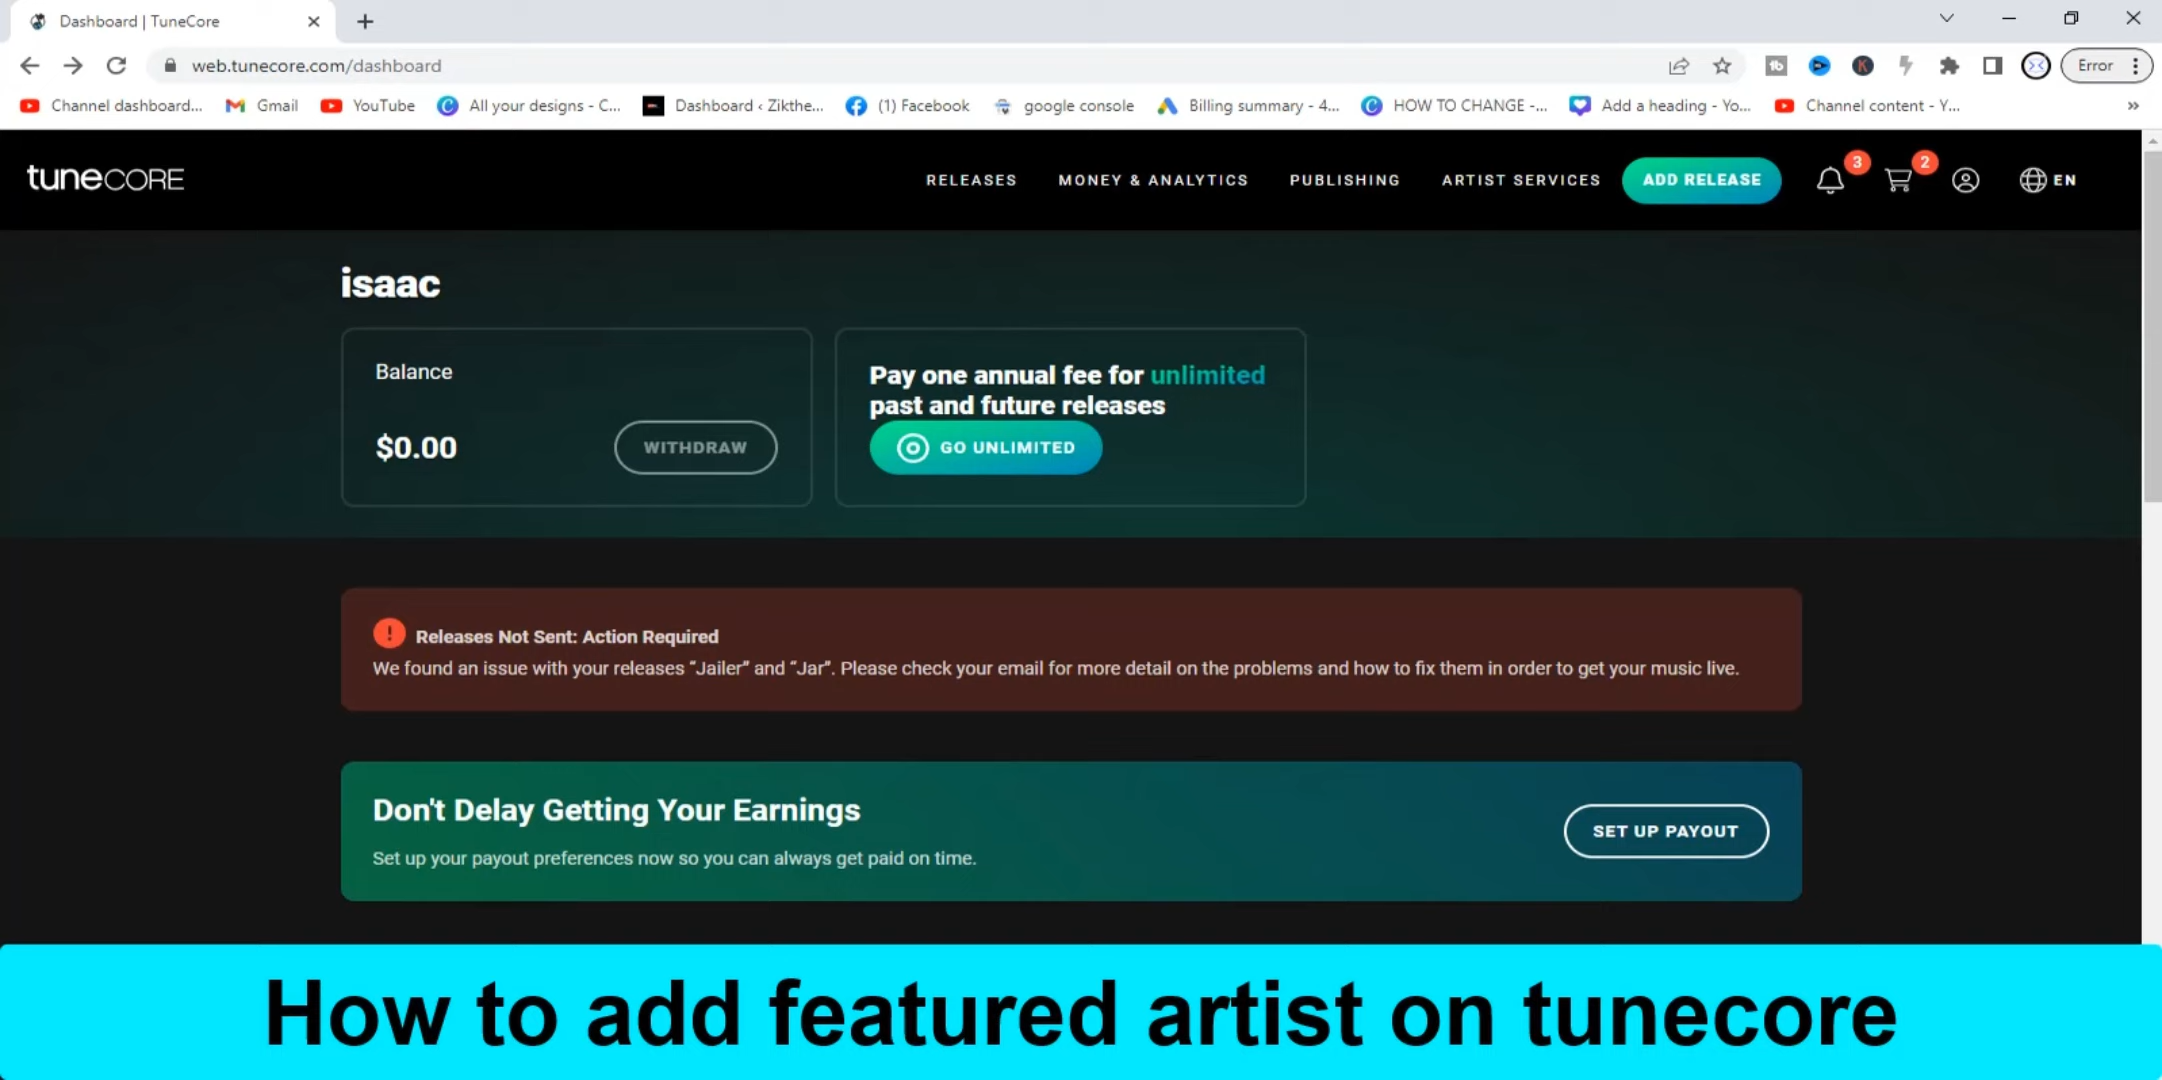 Dashboard | TuneCore
web.tunecore.com/dashboard
Error
Channel dashboard... Gmail YouTube All your designs - C... Dashboard ‹ Zikthe... (1) Facebook google console Billing summary - 4... HOW TO CHANGE -... Add a heading - Yo... Channel content - Y... »
tunecore RELEASES MONEY & ANALYTICS PUBLISHING ARTIST SERVICES ADD RELEASE 3 2 EN
isaac
Balance
$0.00 WITHDRAW
Pay one annual fee for unlimited
past and future releases
GO UNLIMITED
Releases Not Sent: Action Required
We found an issue with your releases “Jailer” and “Jar”. Please check your email for more detail on the problems and how to fix them in order to get your music live.
Don't Delay Getting Your Earnings
Set up your payout preferences now so you can always get paid on time.
SET UP PAYOUT
How to add featured artist on tunecore